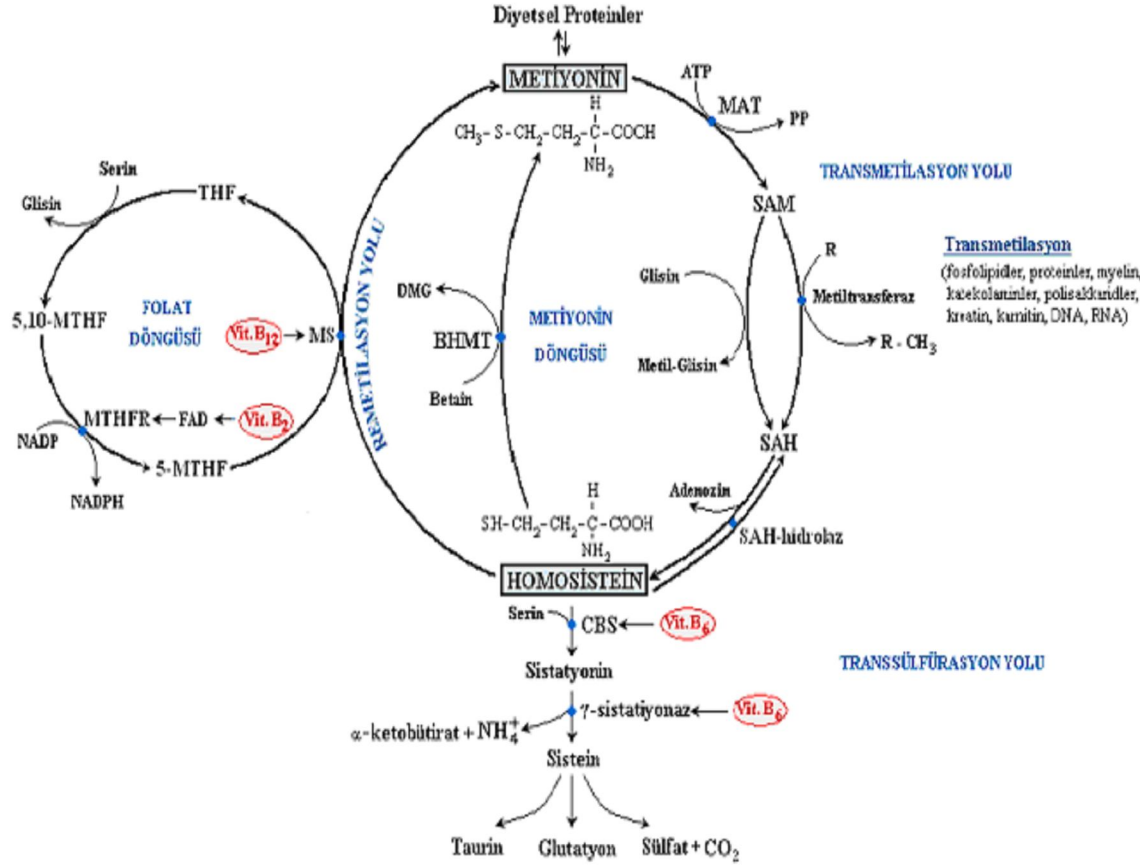 Diyetsel Proteinler
METİYONİN
ATP
MAT
PP
H
CH₃-S-CH₂-CH₂-C-COCH
NH₂
TRANSMETİLASYON YOLU
Serin
Glisin
THF
SAM
R
Transmetilasyon
(fosfolipidler, proteinler, myelin,
katekolaminler, polisakkaridler,
kreatin, karnitin, DNA, RNA)
Glisin
Metiltransferaz
R - CH₃
Metil-Glisin
DMG
BHMT
Betain
METİYONİN
DÖNGÜSÜ
REMETİLASYON YOLU
5,10-MTHF
FOLAT
DÖNGÜSÜ
Vit.B₁₂
MS
MTHFR
FAD
Vit.B₂
NADP
5-MTHF
NADPH
SAH
Adenozin
SAH-hidrolaz
H
SH-CH₂-CH₂-C-COOH
NH₂
HOMOSİSTEİN
Serin
CBS
Vit.B₆
Sistatyonin
TRANSSÜLFÜRASYON YOLU
γ-sistatiyonaz
Vit.B₆
α-ketobütirat + NH₄⁺
Sistein
Taurin
Glutatyon
Sülfat + CO₂